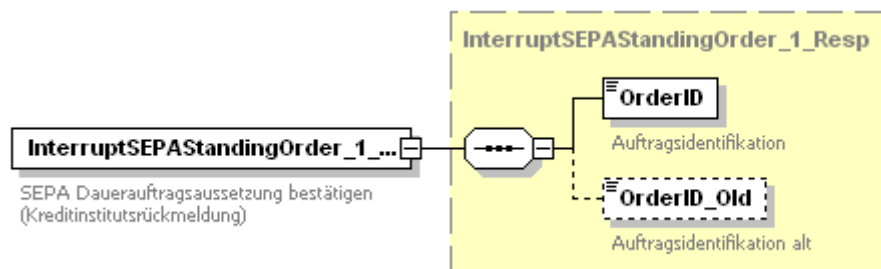 InterruptSEPAStandingOrder_1_Resp
OrderID
Auftragsidentifikation
InterruptSEPAStandingOrder_1_...
SEPA Dauerauftragsaussetzung bestätigen
(Kreditinstitutsrückmeldung)
OrderID_Old
Auftragsidentifikation alt